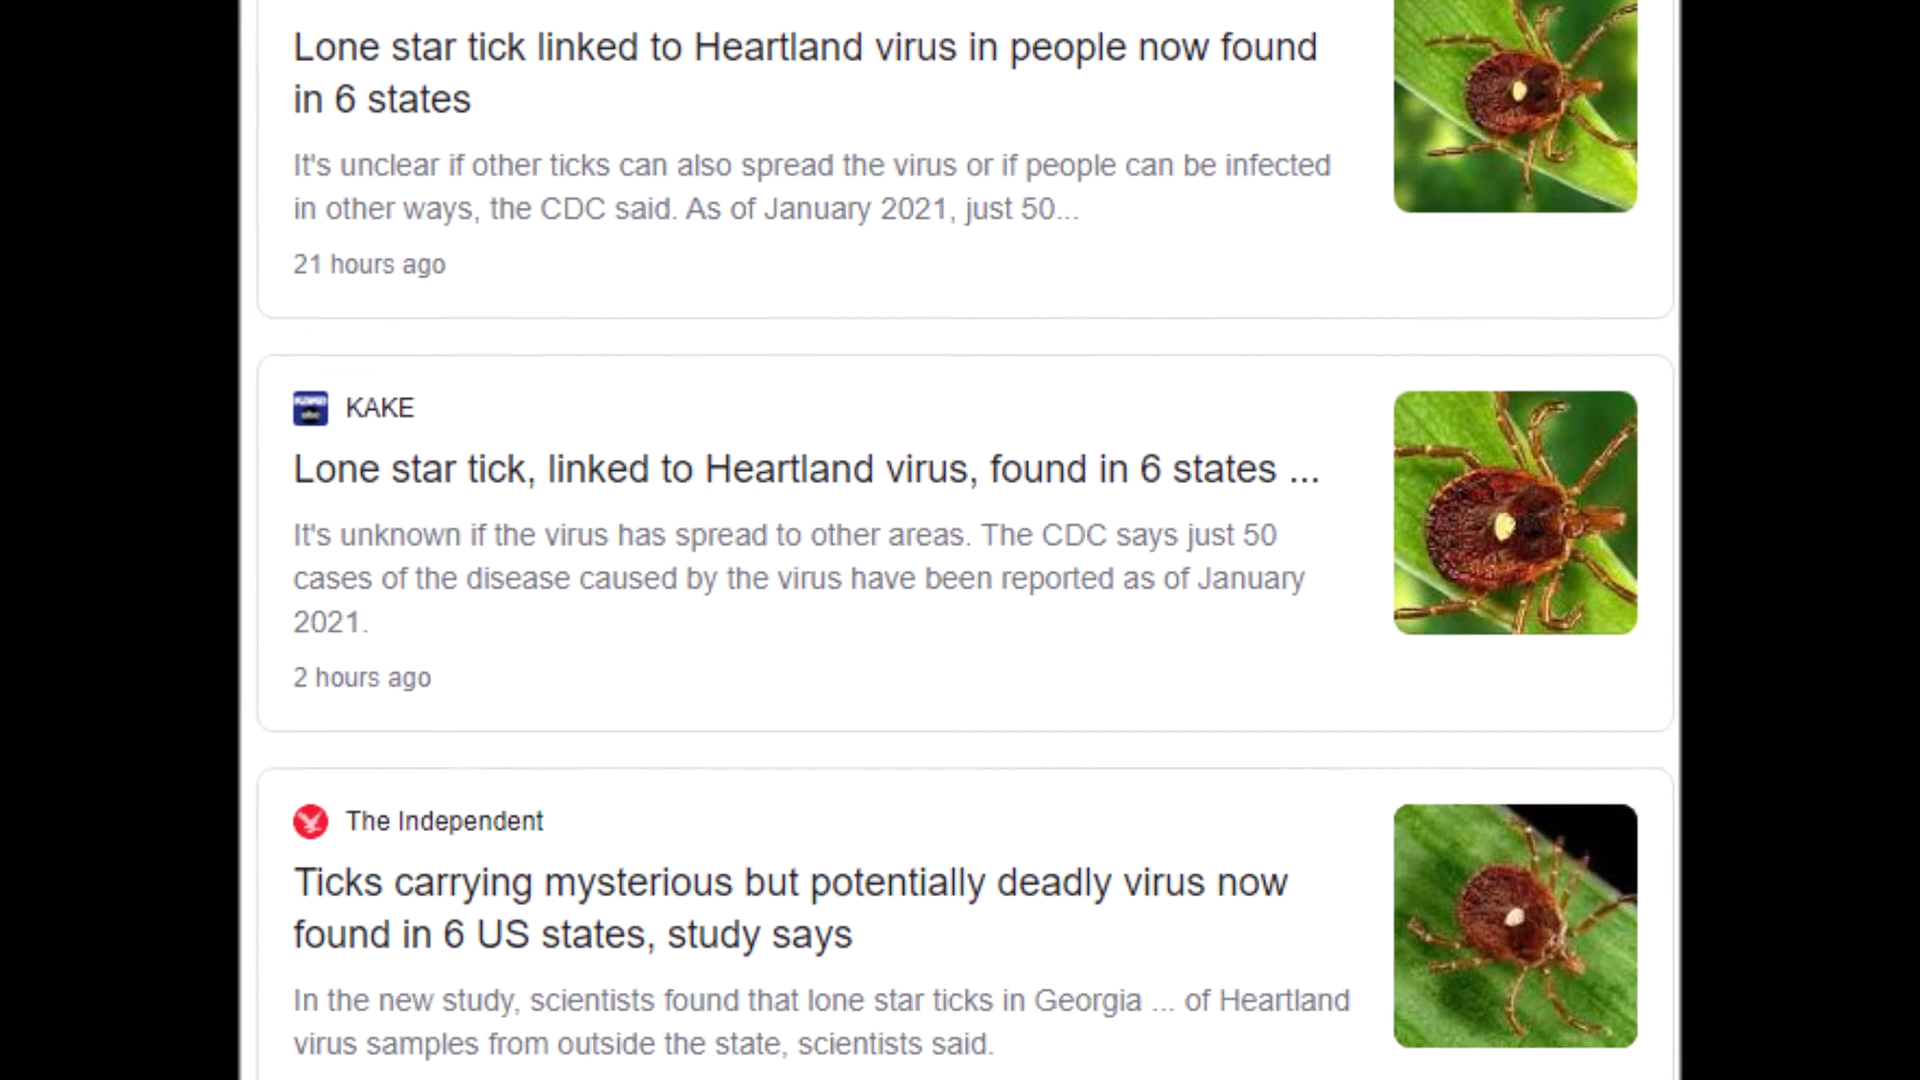 Lone star tick linked to Heartland virus in people now found
in 6 states
It's unclear if other ticks can also spread the virus or if people can be infected
in other ways, the CDC said. As of January 2021, just 50...
21 hours ago
KAKE
Lone star tick, linked to Heartland virus, found in 6 states ...
It's unknown if the virus has spread to other areas. The CDC says just 50
cases of the disease caused by the virus have been reported as of January
2021.
2 hours ago
The Independent
Ticks carrying mysterious but potentially deadly virus now
found in 6 US states, study says
In the new study, scientists found that lone star ticks in Georgia ... of Heartland
virus samples from outside the state, scientists said.